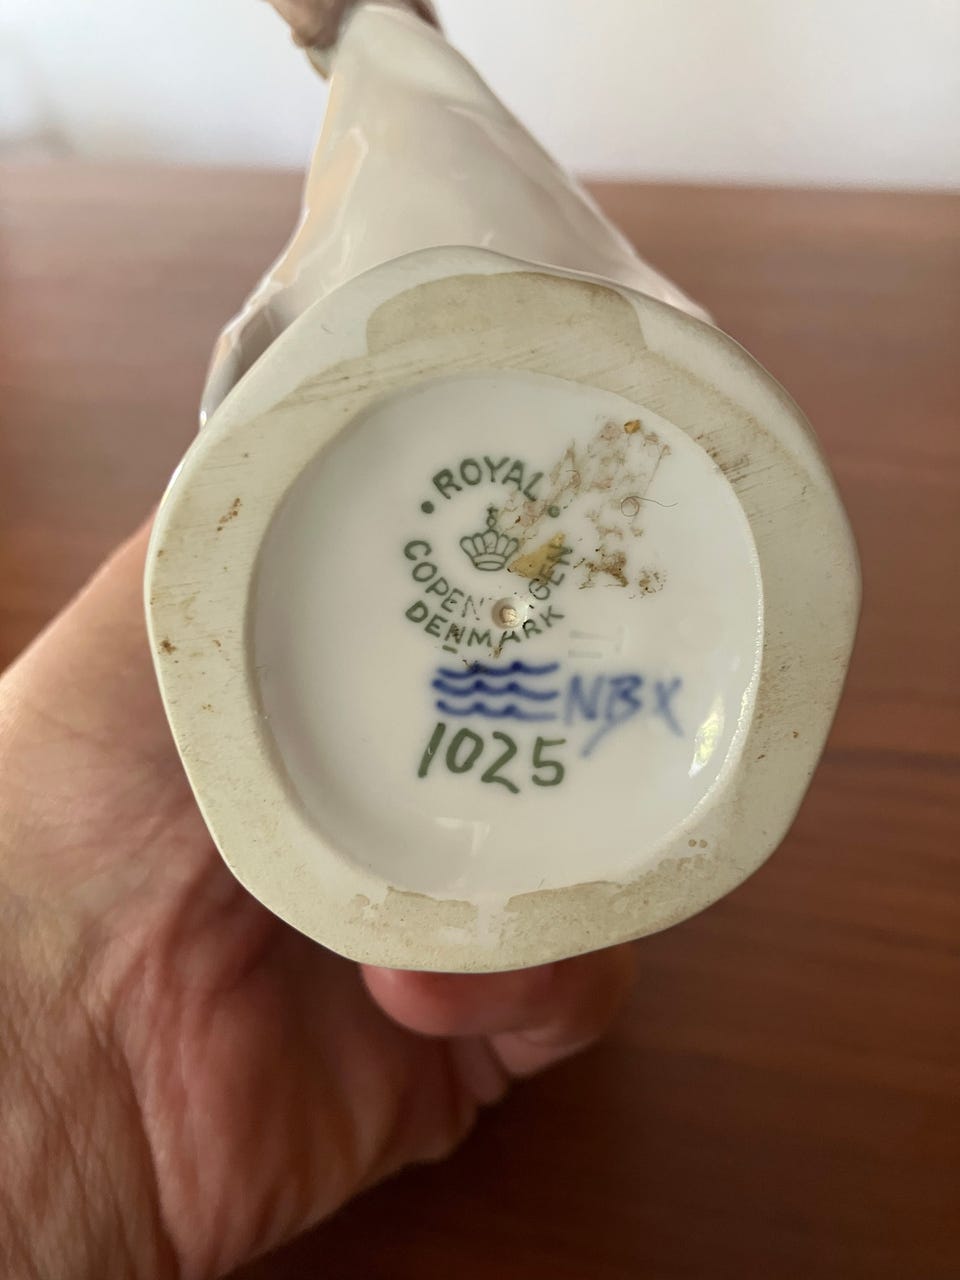 ROYAL
COPENHAGEN
DENMARK
NBX
1025